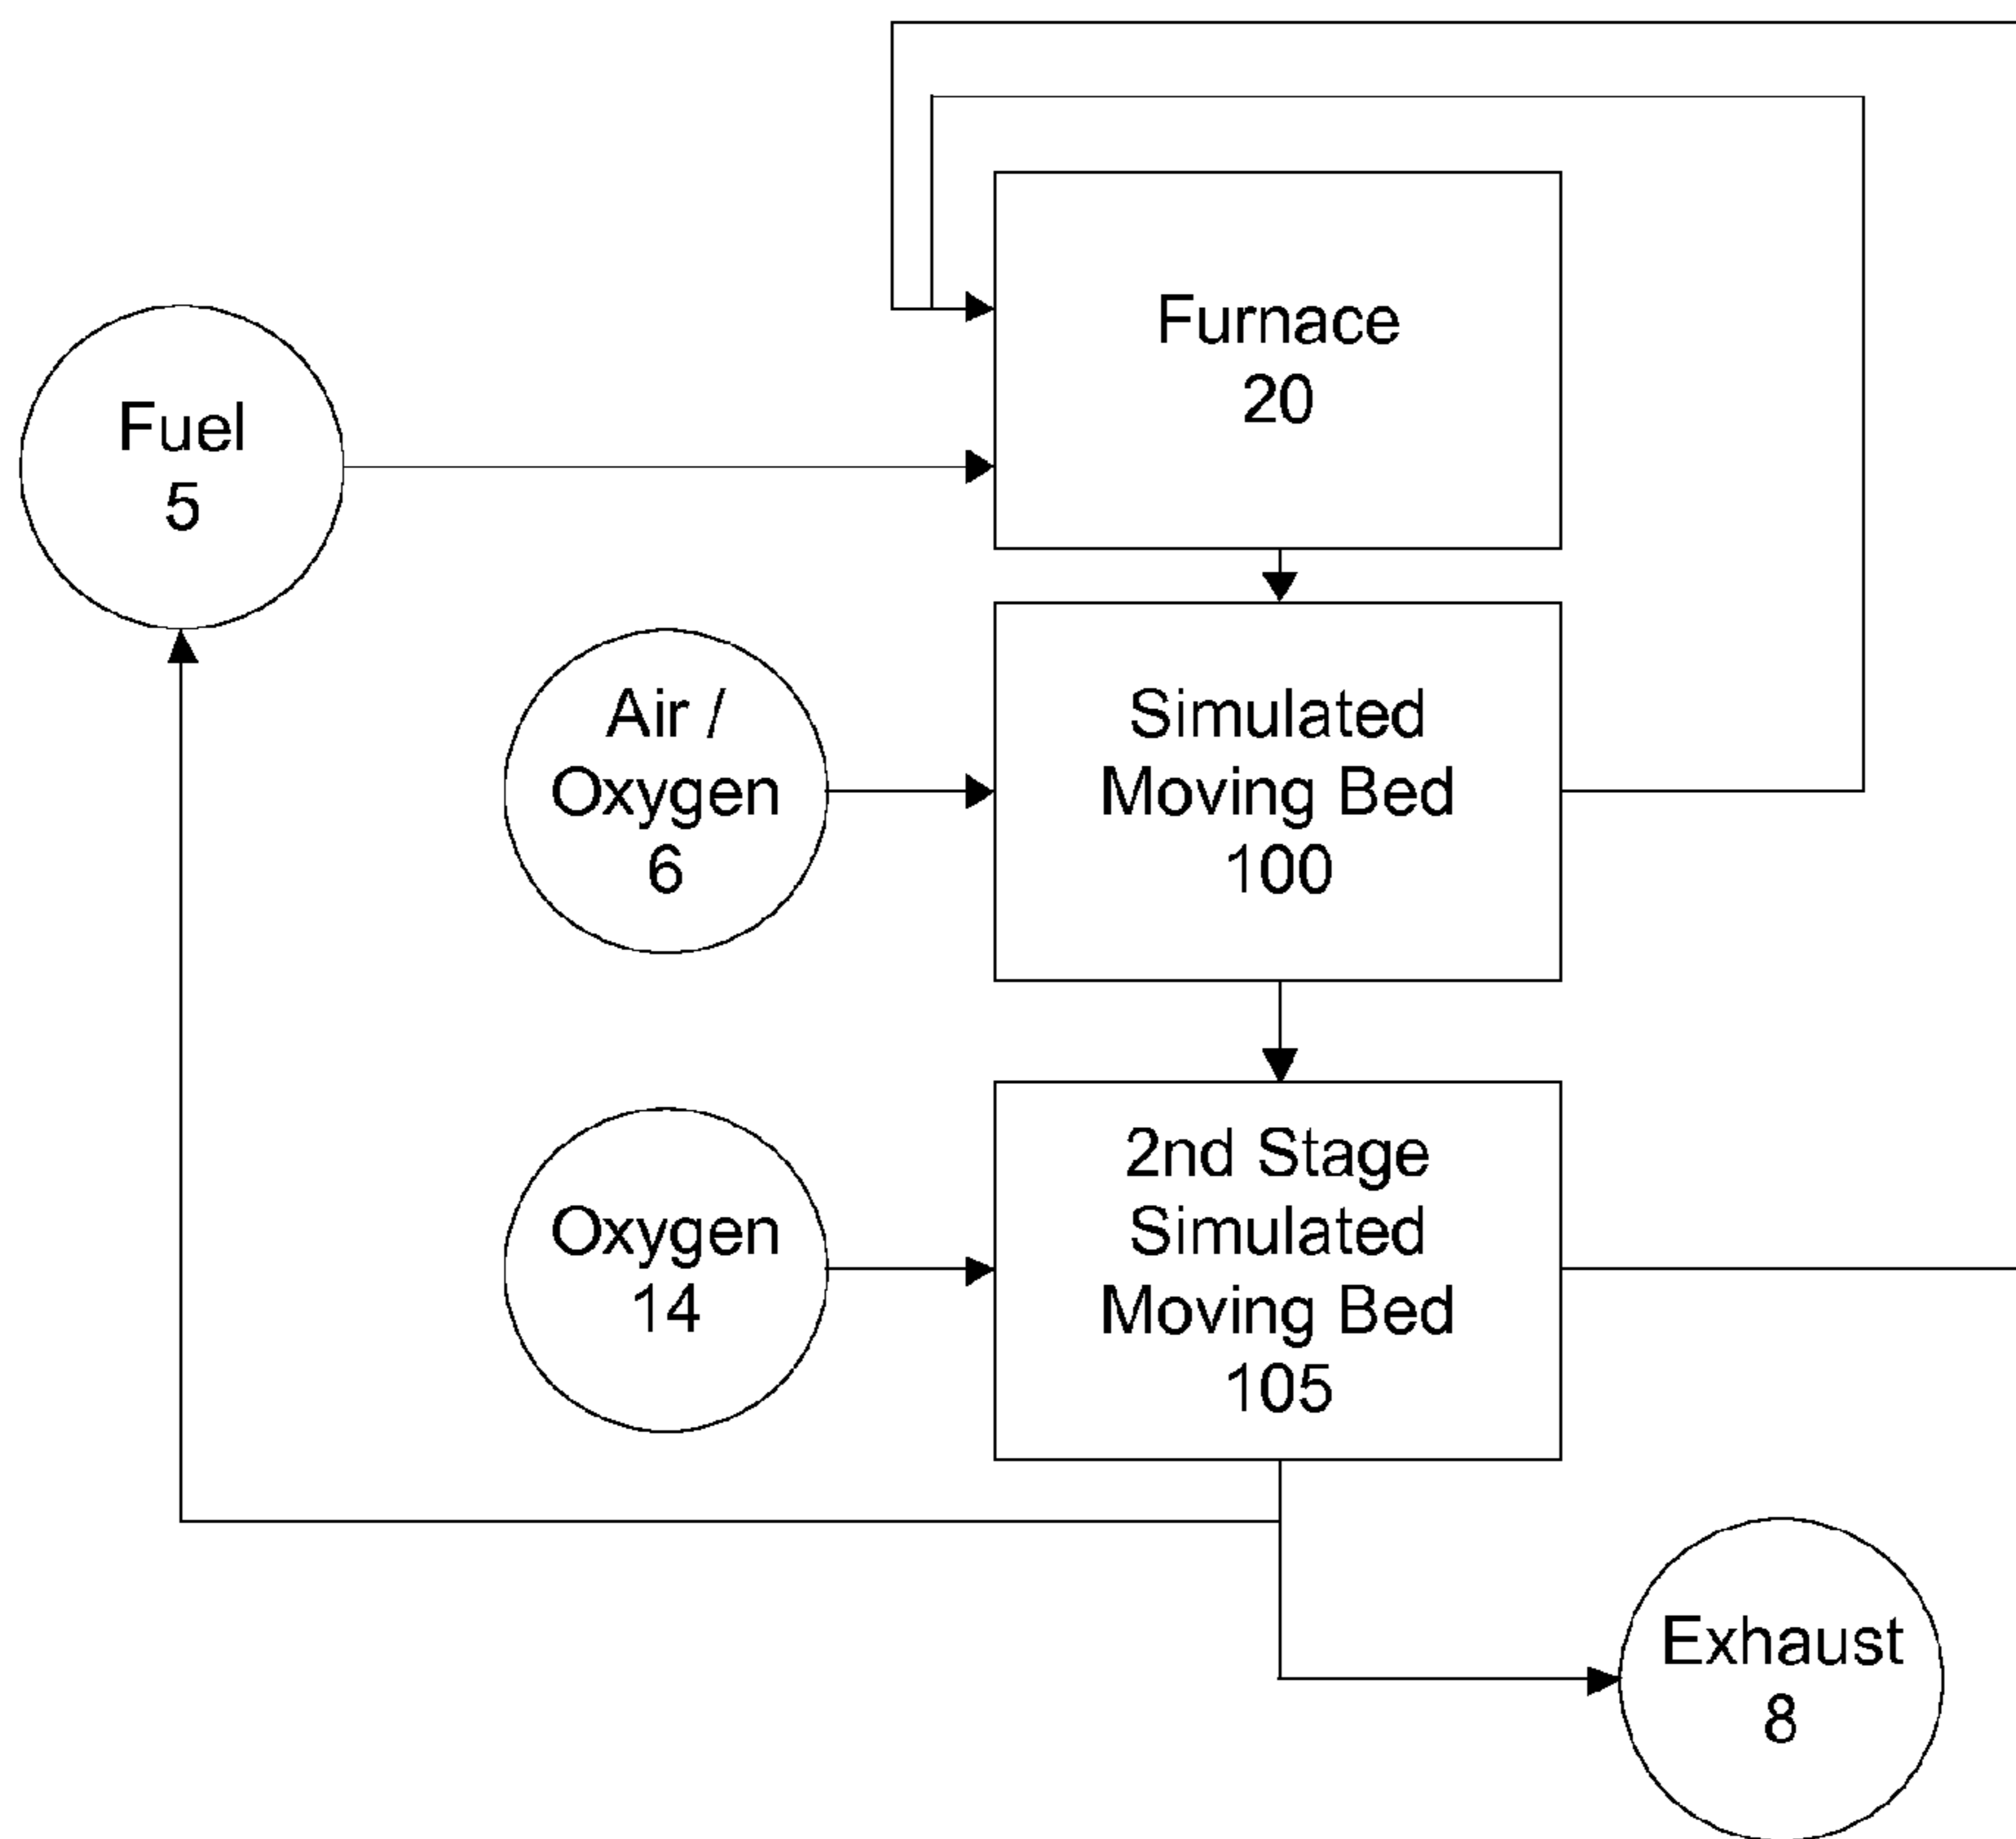 Furnace
20
Fuel
5
Air /
Oxygen
6
Simulated
Moving Bed
100
Oxygen
14
2nd Stage
Simulated
Moving Bed
105
Exhaust
8